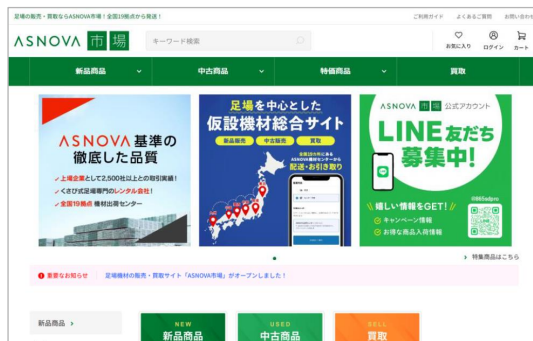 足場の販売・買取ならASNOVA市場！全国19拠点から発送！
ご利用ガイド よくあるご質問 お問い合わせ
ASNOVA 市場
キーワード検索
お気に入り ログイン カート
新品商品 中古商品 特価商品 買取
ASNOVA 基準の
徹底した品質
上場企業として2,500社以上との取引実績！
くさび式足場専門のレンタル会社！
全国19拠点 機材出荷センター
足場を中心とした
仮設機材総合サイト
新品販売 中古販売 買取
ASNOVA機材センターから
配送・お引き取り
ASNOVA 市場 公式アカウント
LINE友だち
募集中！
嬉しい情報をGET！
キャンペーン情報
お得な商品入荷情報
@865adpro
特集商品はこちら
重要なお知らせ 足場機材の販売・買取サイト「ASNOVA市場」がオープンしました！
新品商品
NEW
新品商品
USED
中古商品
SELL
買取